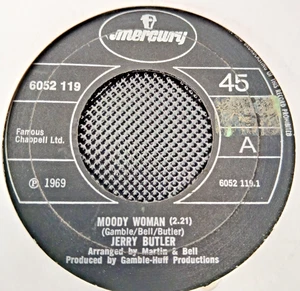 mercury
6052 119
45
Famous
Chappell Ltd.
A
℗ 1969
6052 119.1
MOODY WOMAN (2.21)
(Gamble/Bell/Butler)
JERRY BUTLER
Arranged by Martin & Bell
Produced by Gamble-Huff Productions